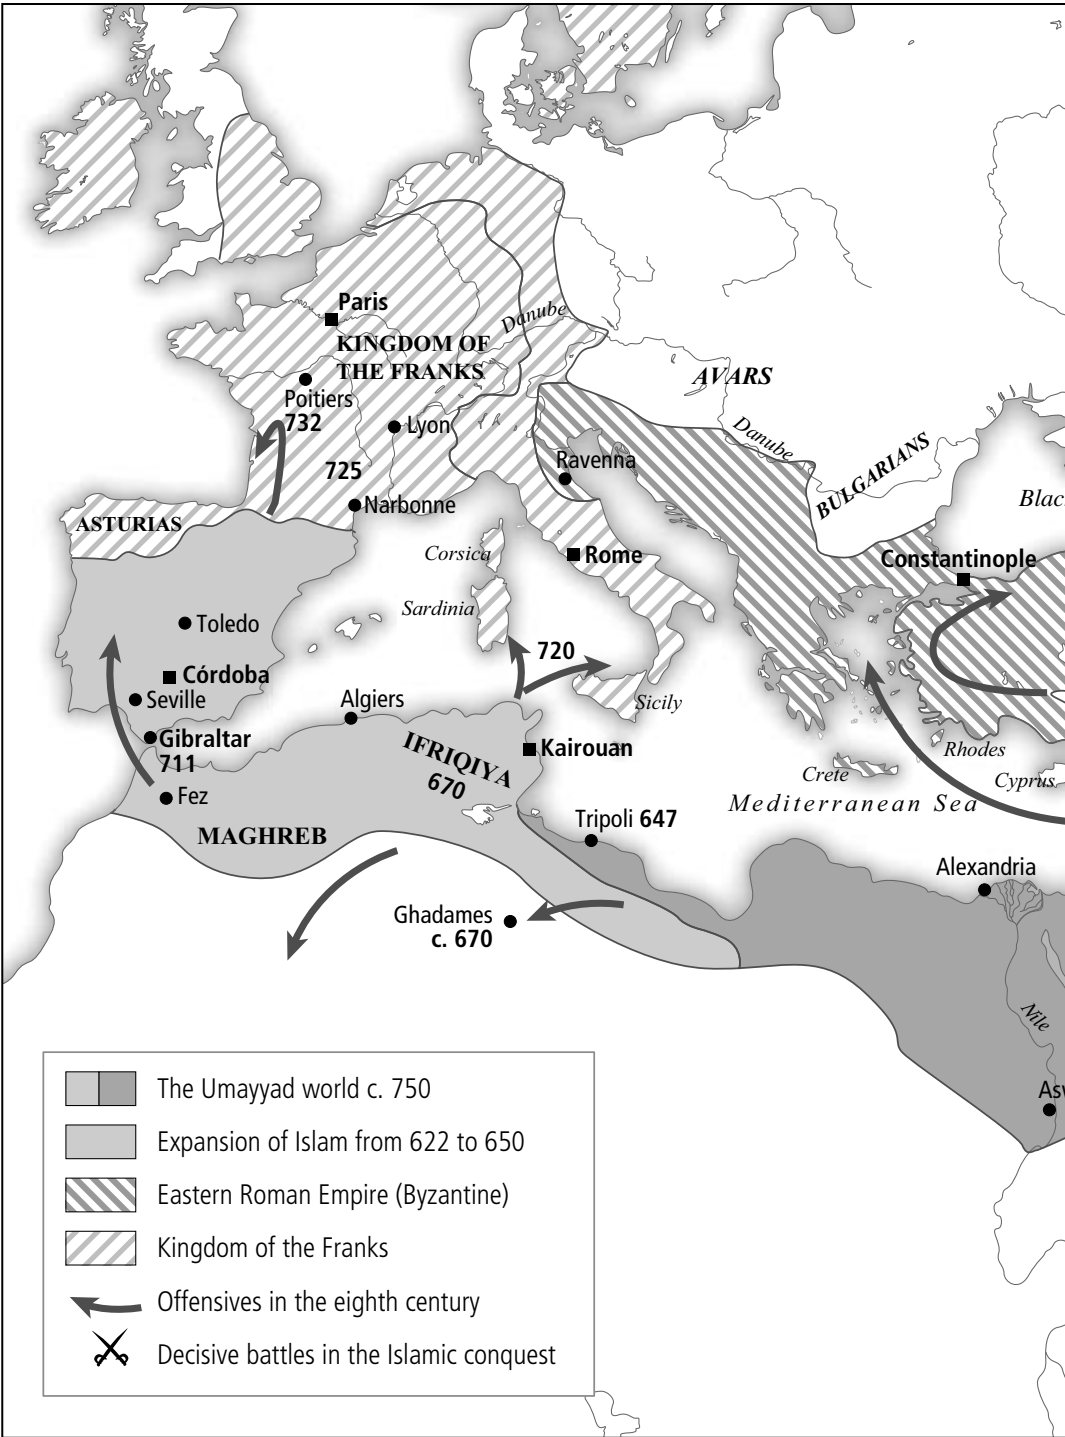 Paris
KINGDOM OF
THE FRANKS
Danube
AVARS
Poitiers
732
Lyon
Danube
BULGARIANS
725
Ravenna
Narbonne
Blac
ASTURIAS
Corsica
Rome
Constantinople
Sardinia
Toledo
720
Córdoba
Seville
Algiers
Sicily
Gibraltar
711
IFRIQIYA
670
Kairouan
Rhodes
Crete
Cyprus
Fez
Mediterranean Sea
MAGHREB
Tripoli 647
Alexandria
Ghadames
c. 670
Nile
Asw
The Umayyad world c. 750
Expansion of Islam from 622 to 650
Eastern Roman Empire (Byzantine)
Kingdom of the Franks
Offensives in the eighth century
Decisive battles in the Islamic conquest